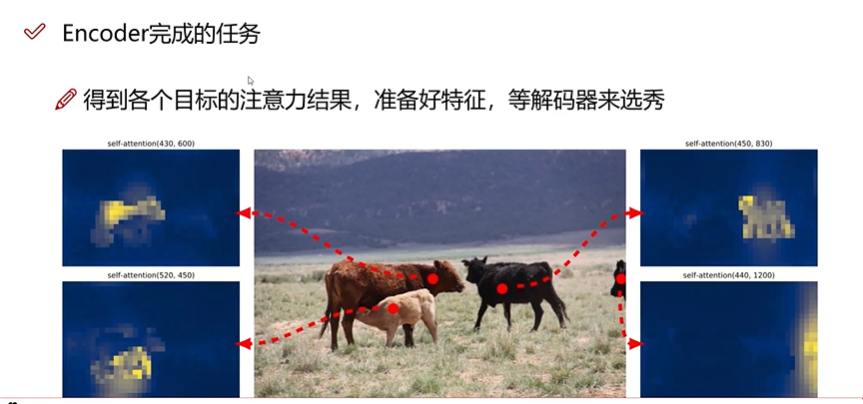 Encoder完成的任务
得到各个目标的注意力结果，准备好特征，等解码器来选秀
self-attention(430, 600)
self-attention(450, 830)
self-attention(520, 450)
self-attention(440, 1200)